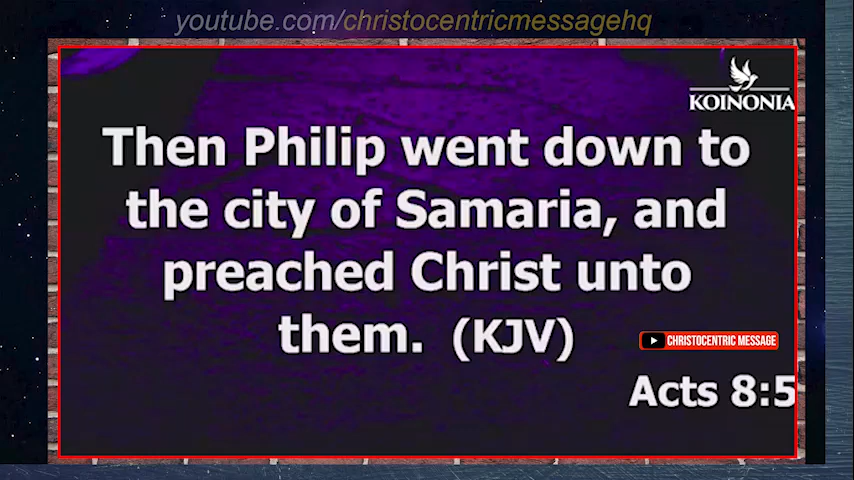 youtube.com/christocentricmessagehq
KOINONIA
Then Philip went down to
the city of Samaria, and
preached Christ unto
them. (KJV)
CHRISTOCENTRIC MESSAGE
Acts 8:5